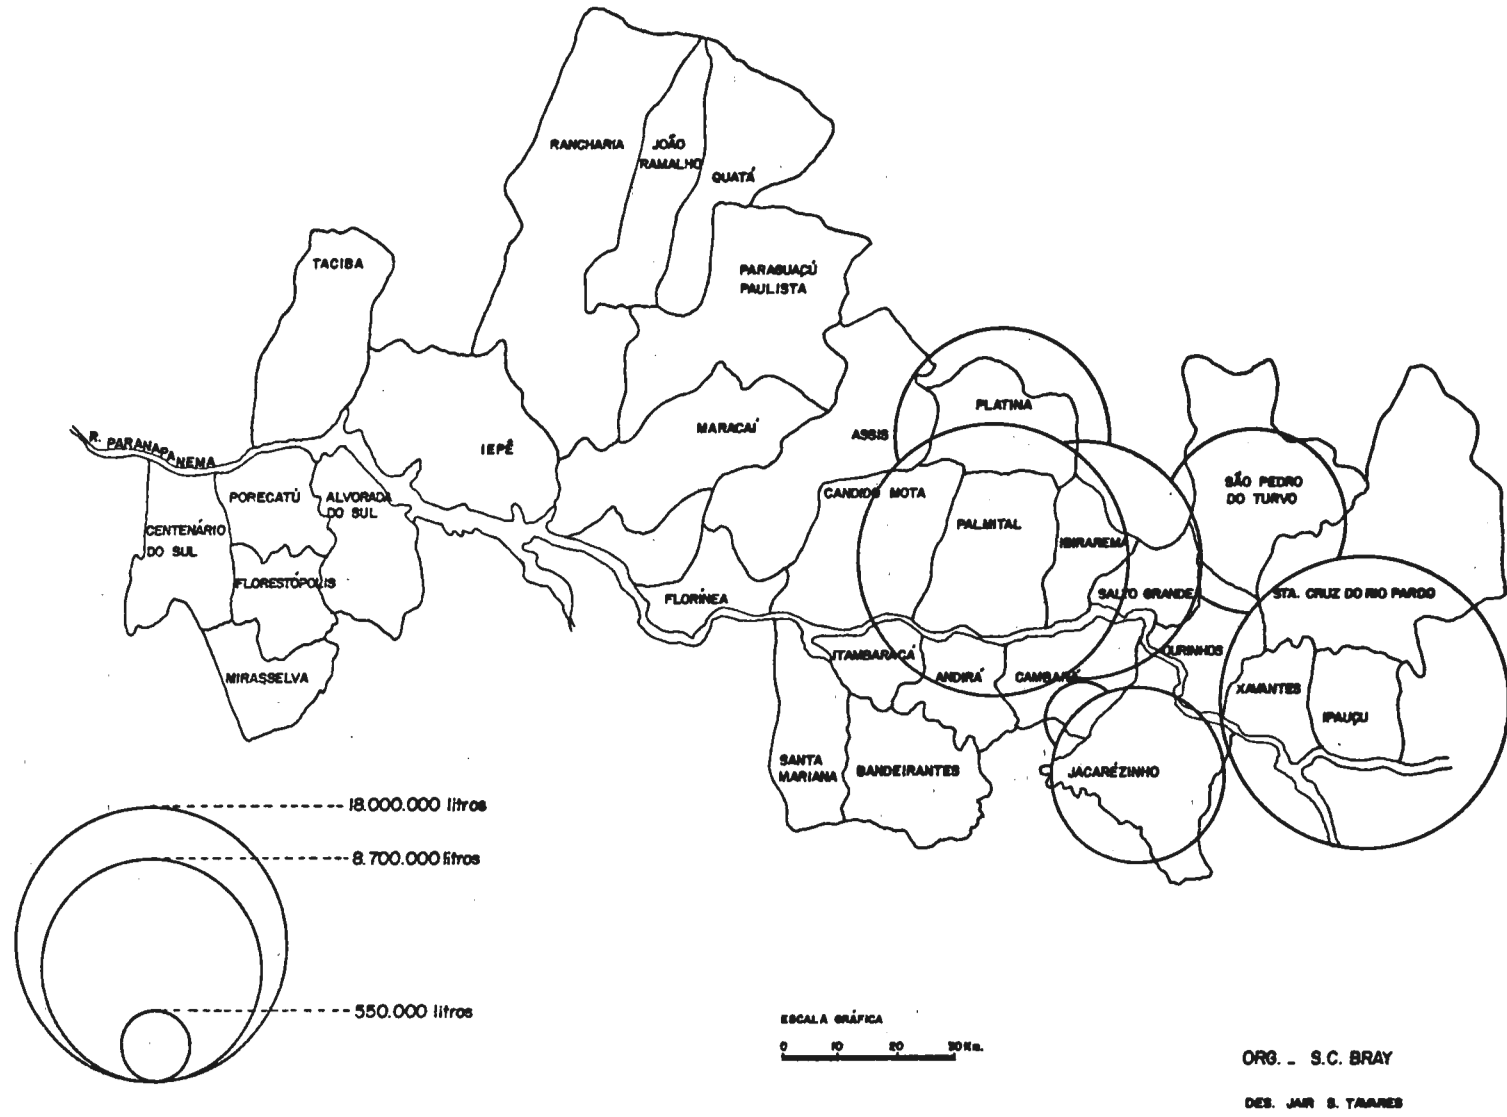 RANCHARIA
JOÃO
RAMALHO
QUATÁ
TACIBA
PARAGUAÇÚ
PAULISTA
PLATINA
MARACAÍ
ASSIS
R. PARANAPANEMA
IEPÊ
CANDIDO MOTA
PALMITAL
IBIRAREMA
SÃO PEDRO
DO TURVO
PORECATÚ
ALVORADA
DO SUL
CENTENÁRIO
DO SUL
FLORESTÓPOLIS
FLORÍNEA
SALTO GRANDE
STA. CRUZ DO RIO PARDO
ITAMBARACÁ
ANDIRÁ
CAMBARÁ
OURINHOS
MIRASSELVA
XAVANTES
IPAUÇU
SANTA
MARIANA
BANDEIRANTES
JACARÉZINHO
18.000.000 litros
8.700.000 litros
550.000 litros
ESCALA GRÁFICA
0 10 20 30 Km.
ORG. - S.C. BRAY
DES. JAIR S. TAVARES